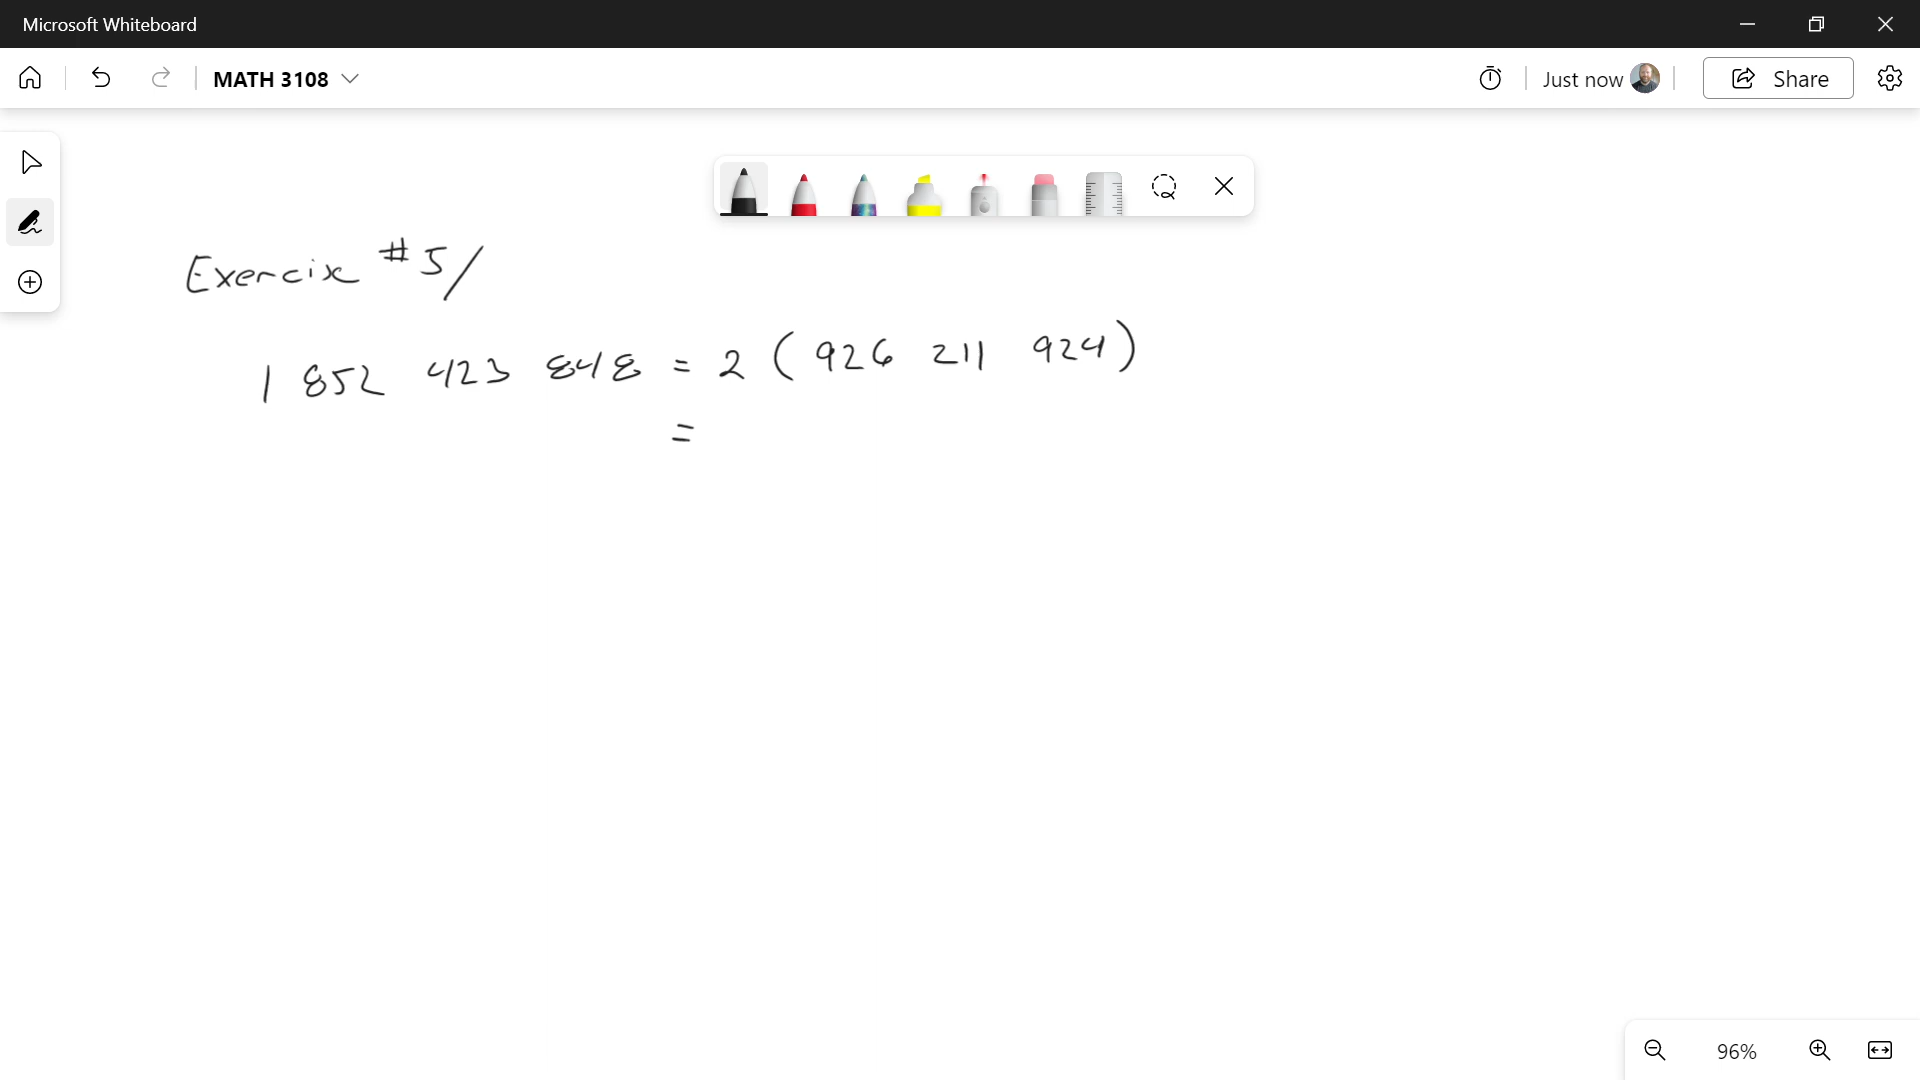 Microsoft Whiteboard
MATH 3108
Just now
Share
Exercise #5/
1 852 423 848 = 2 (926 211 924)
=
96%